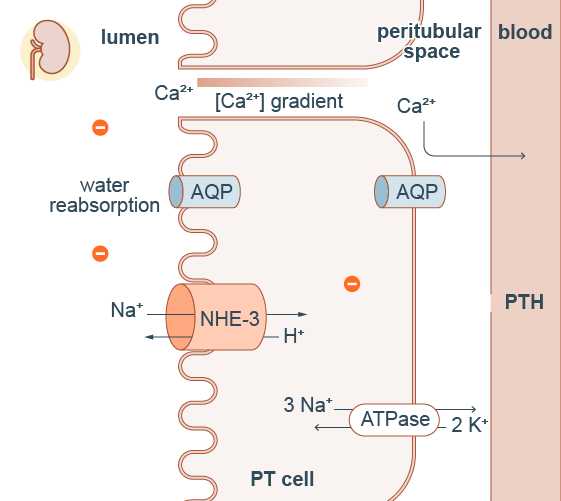 lumen
peritubular
space
blood
Ca²⁺
[Ca²⁺] gradient
Ca²⁺
water
reabsorption
AQP
AQP
Na⁺
NHE-3
H⁺
PTH
3 Na⁺
ATPase
2 K⁺
PT cell